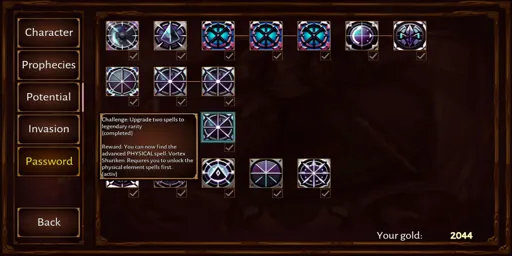 Character
Prophecies
Potential
Invasion
Password
Back
Challenge: Upgrade two spells to
legendary rarity
(completed)
Reward: You can now find the
advanced PHYSICAL spell: Vortex
Shuriken. Requires you to unlock the
physical element spells first.
(activ)
Your gold: 2044